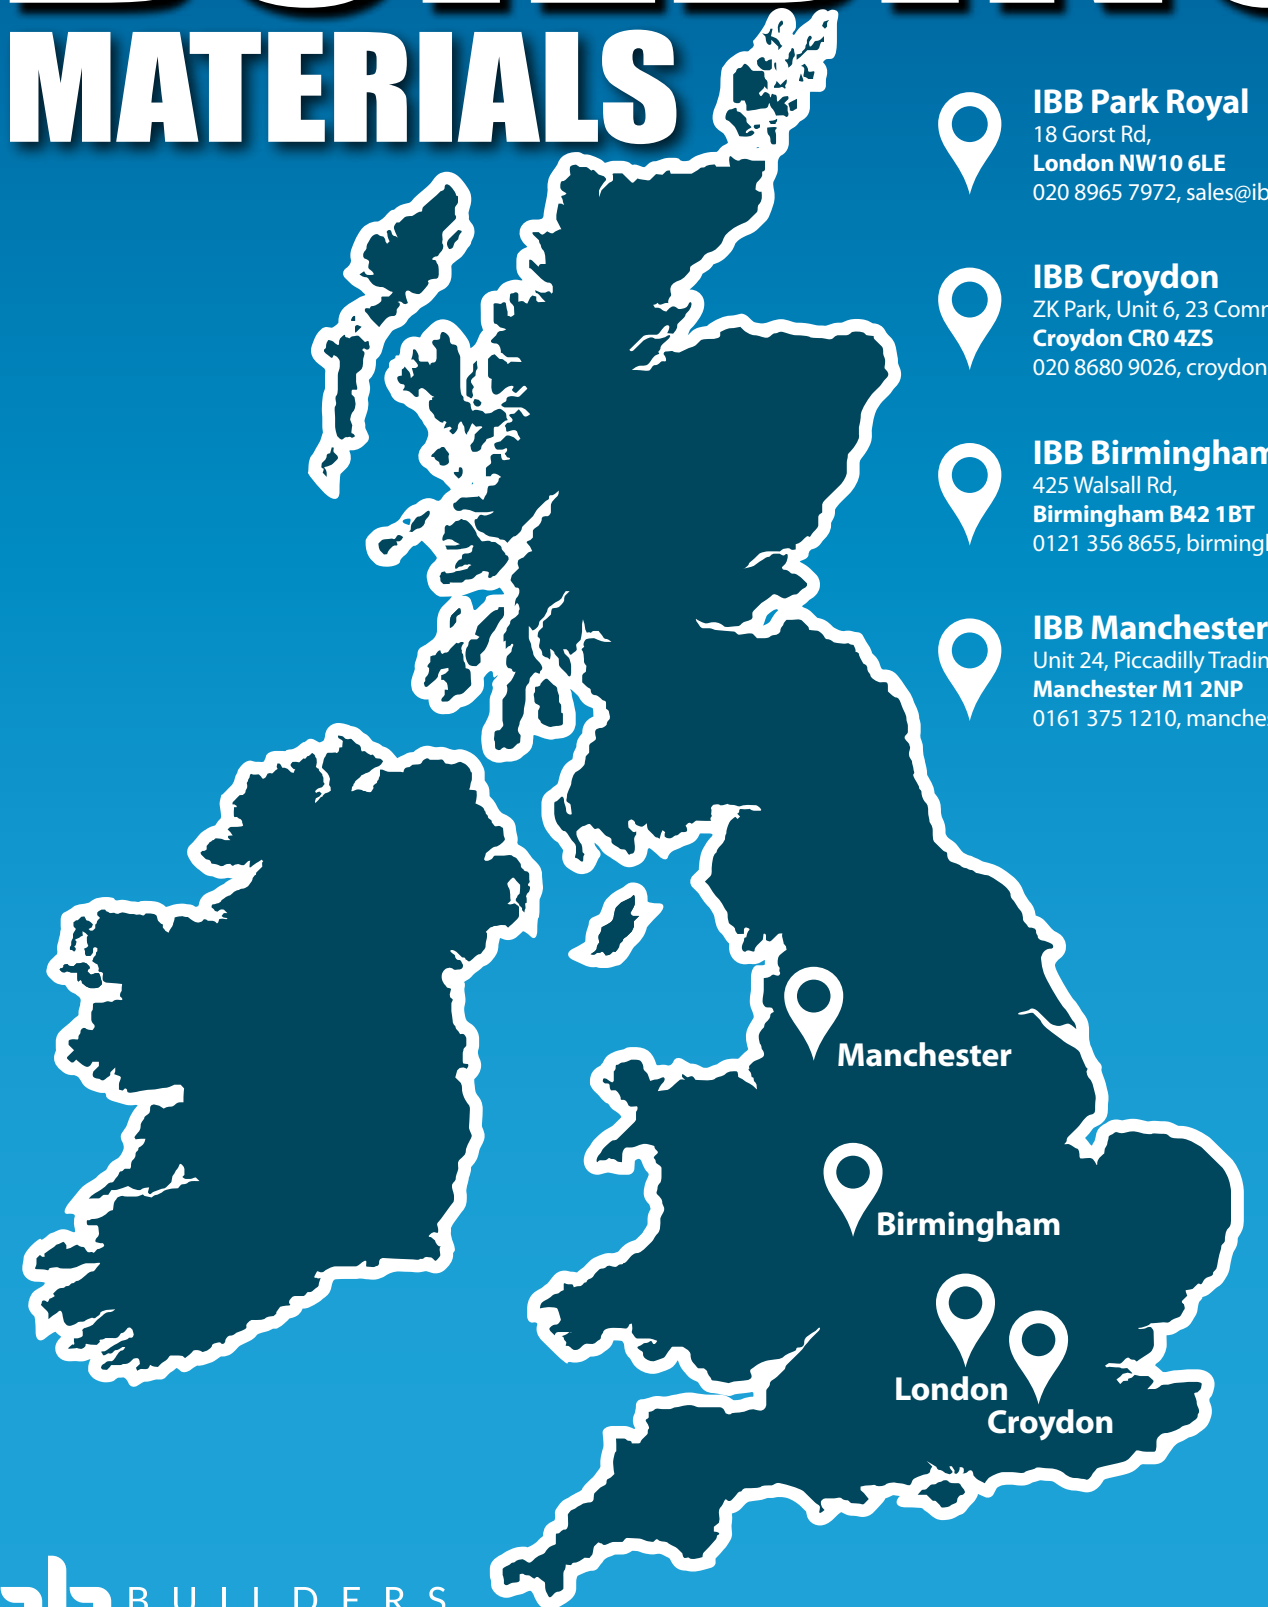 MATERIALS
IBB Park Royal
18 Gorst Rd,
London NW10 6LE
020 8965 7972, sales@ib
IBB Croydon
ZK Park, Unit 6, 23 Comm
Croydon CR0 4ZS
020 8680 9026, croydon
IBB Birmingham
425 Walsall Rd,
Birmingham B42 1BT
0121 356 8655, birmingh
IBB Manchester
Unit 24, Piccadilly Tradin
Manchester M1 2NP
0161 375 1210, manches
Manchester
Birmingham
London
Croydon
BUILDERS